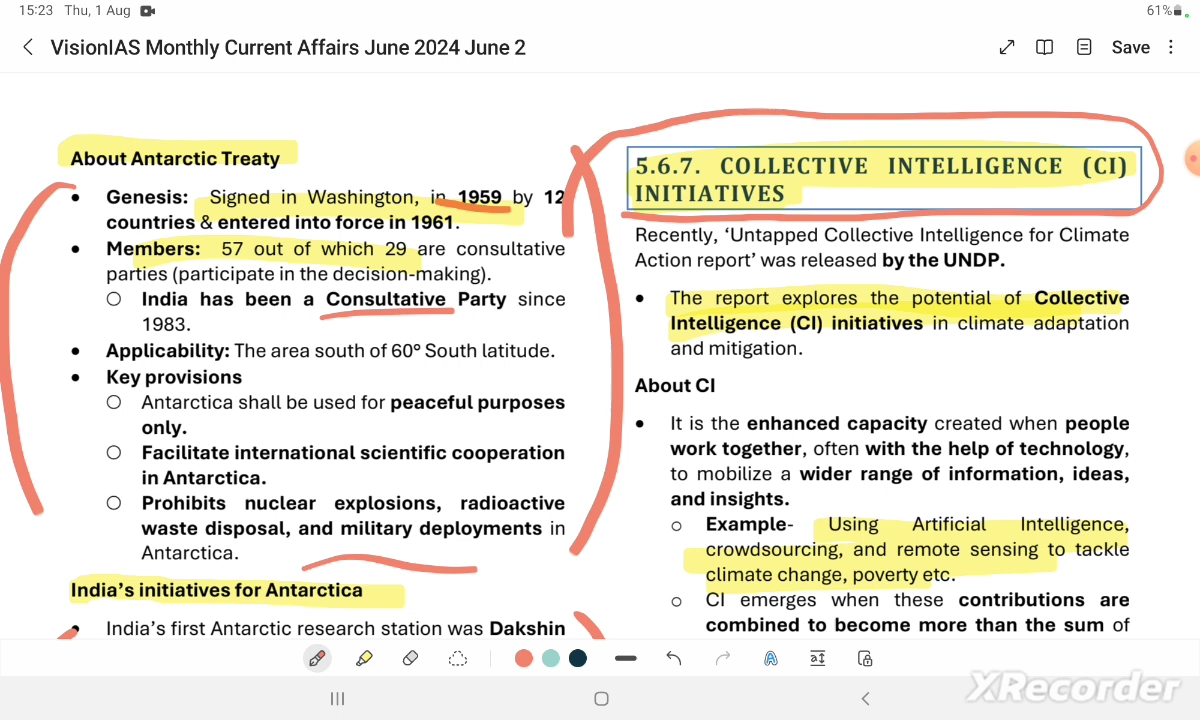 15:23 Thu, 1 Aug
61%
VisionIAS Monthly Current Affairs June 2024 June 2
Save
About Antarctic Treaty
• Genesis: Signed in Washington, in 1959 by 12
countries & entered into force in 1961.
• Members: 57 out of which 29 are consultative
parties (participate in the decision-making).
○ India has been a Consultative Party since
1983.
• Applicability: The area south of 60° South latitude.
• Key provisions
○ Antarctica shall be used for peaceful purposes
only.
○ Facilitate international scientific cooperation
in Antarctica.
○ Prohibits nuclear explosions, radioactive
waste disposal, and military deployments in
Antarctica.
India's initiatives for Antarctica
• India's first Antarctic research station was Dakshin
5.6.7. COLLECTIVE INTELLIGENCE (CI)
INITIATIVES
Recently, 'Untapped Collective Intelligence for Climate
Action report' was released by the UNDP.
• The report explores the potential of Collective
Intelligence (CI) initiatives in climate adaptation
and mitigation.
About CI
• It is the enhanced capacity created when people
work together, often with the help of technology,
to mobilize a wider range of information, ideas,
and insights.
○ Example- Using Artificial Intelligence,
crowdsourcing, and remote sensing to tackle
climate change, poverty etc.
○ CI emerges when these contributions are
combined to become more than the sum of
XRecorder